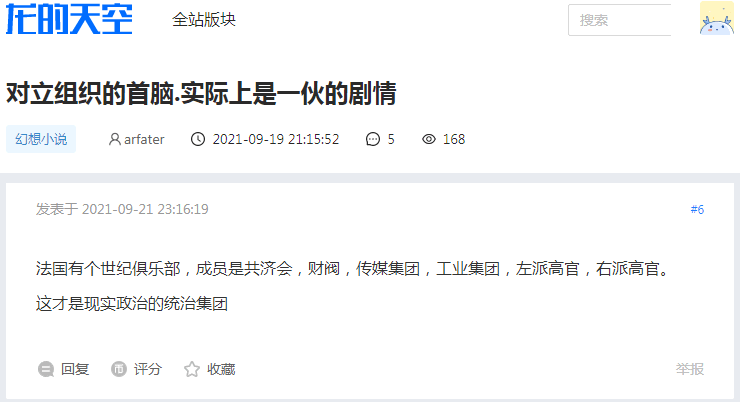 龙的天空 全站版块 搜索
对立组织的首脑.实际上是一伙的剧情
幻想小说 arfater 2021-09-19 21:15:52 5 168
发表于 2021-09-21 23:16:19 #6
法国有个世纪俱乐部，成员是共济会，财阀，传媒集团，工业集团，左派高官，右派高官。
这才是现实政治的统治集团
回复 评分 收藏 举报